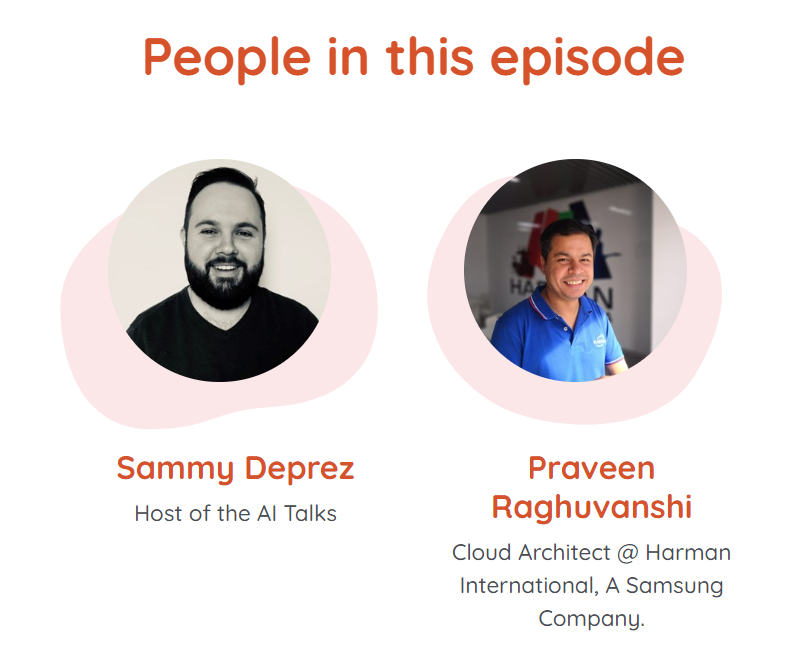 People in this episode
Sammy Deprez
Host of the AI Talks
Praveen
Raghuvanshi
Cloud Architect @ Harman
International, A Samsung
Company.